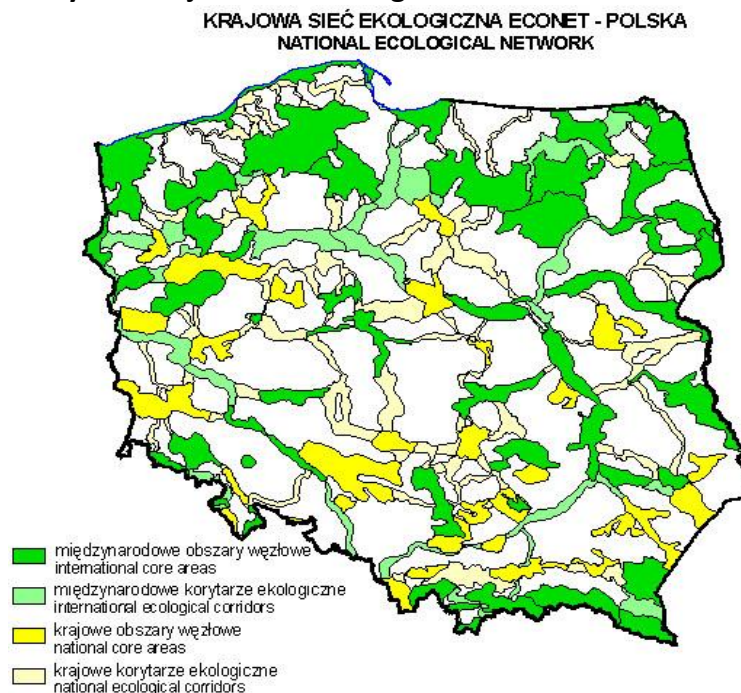 KRAJOWA SIEĆ EKOLOGICZNA ECONET - POLSKA
NATIONAL ECOLOGICAL NETWORK
międzynarodowe obszary węzłowe
international core areas
międzynarodowe korytarze ekologiczne
international ecological corridors
krajowe obszary węzłowe
national core areas
krajowe korytarze ekologiczne
national ecological corridors